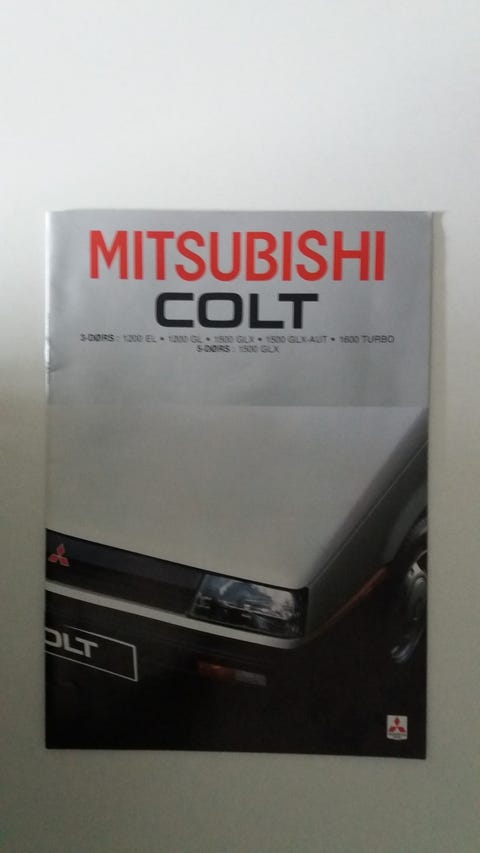 MITSUBISHI
COLT
3-DØRS : 1200 EL • 1200 GL • 1500 GLX • 1500 GLX-AUT • 1600 TURBO
5-DØRS : 1500 GLX
OLT